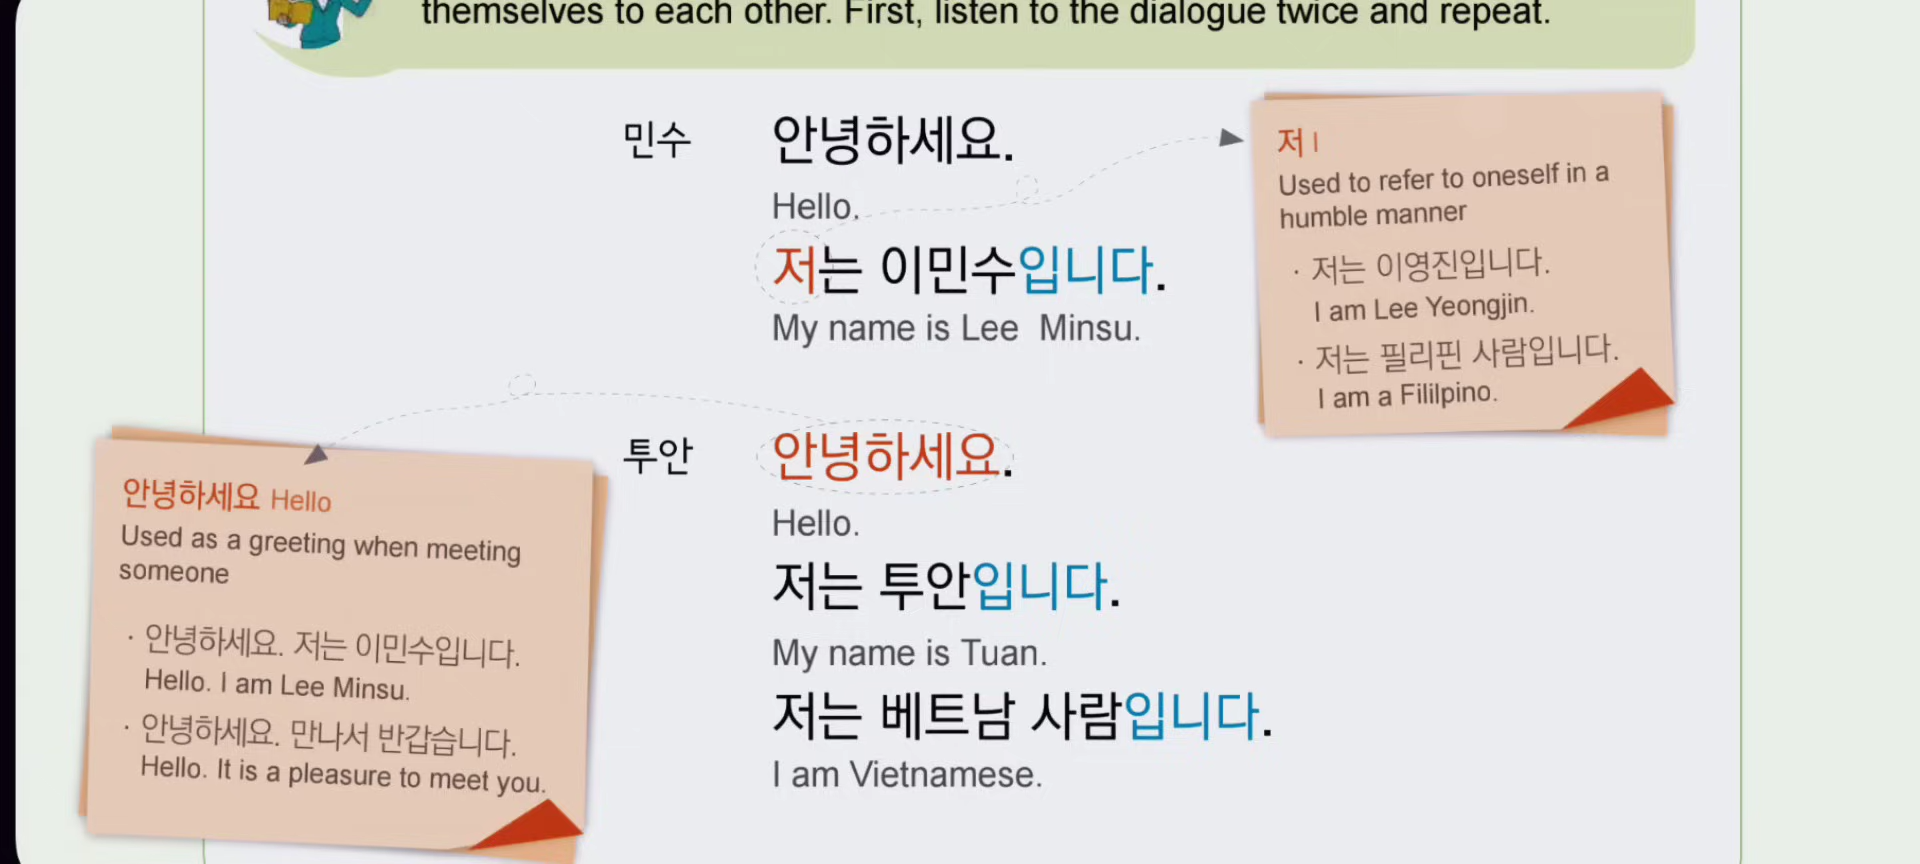 themselves to each other. First, listen to the dialogue twice and repeat.
민수
안녕하세요.
Hello.
저는 이민수입니다.
My name is Lee Minsu.
투안
안녕하세요.
Hello.
저는 투안입니다.
My name is Tuan.
저는 베트남 사람입니다.
I am Vietnamese.
저 I
Used to refer to oneself in a
humble manner
· 저는 이영진입니다.
I am Lee Yeongjin.
· 저는 필리핀 사람입니다.
I am a Fililpino.
안녕하세요 Hello
Used as a greeting when meeting
someone
· 안녕하세요. 저는 이민수입니다.
Hello. I am Lee Minsu.
· 안녕하세요. 만나서 반갑습니다.
Hello. It is a pleasure to meet you.